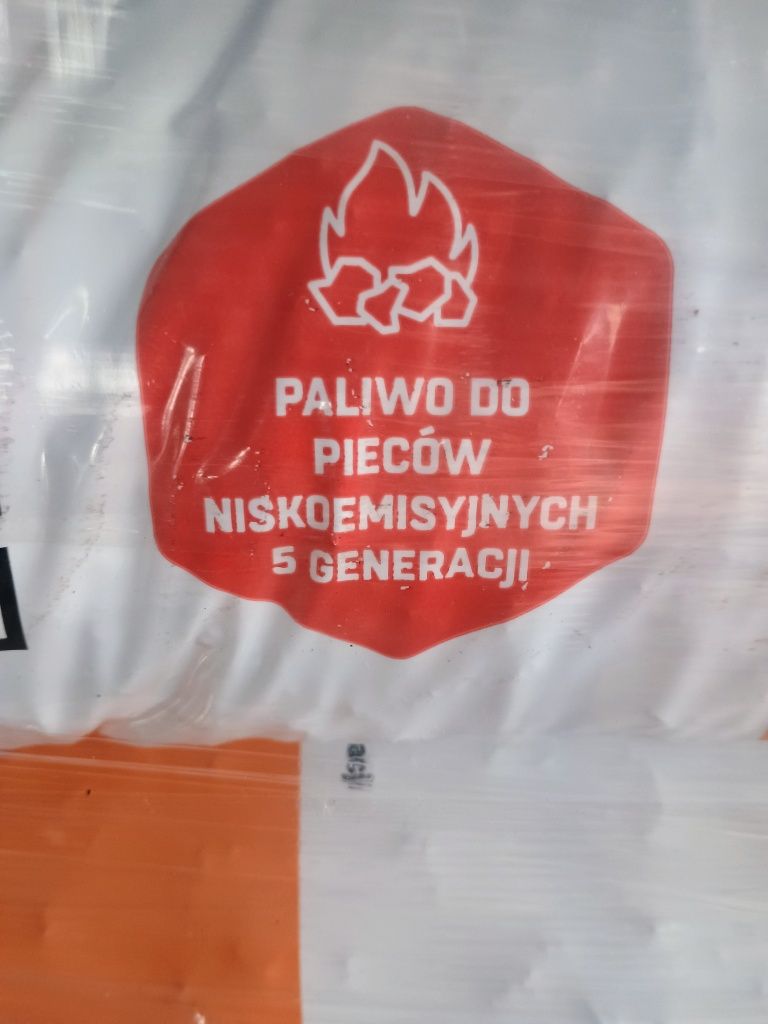 PALIWO DO
PIECÓW
NISKOEMISYJNYCH
5 GENERACJI